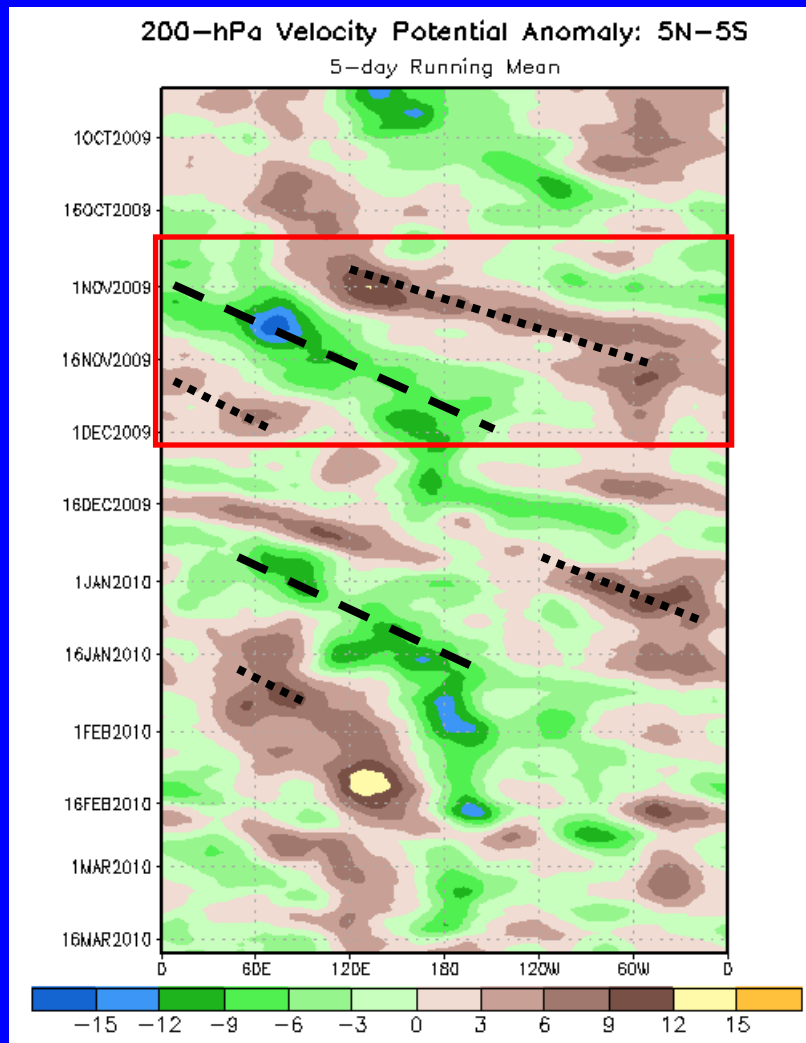 200-hPa Velocity Potential Anomaly: 5N-5S
5-day Running Mean
1OCT2009
16OCT2009
1NOV2009
16NOV2009
1DEC2009
16DEC2009
1JAN2010
16JAN2010
1FEB2010
16FEB2010
1MAR2010
16MAR2010
0 60E 120E 180 120W 60W 0
-15 -12 -9 -6 -3 0 3 6 9 12 15